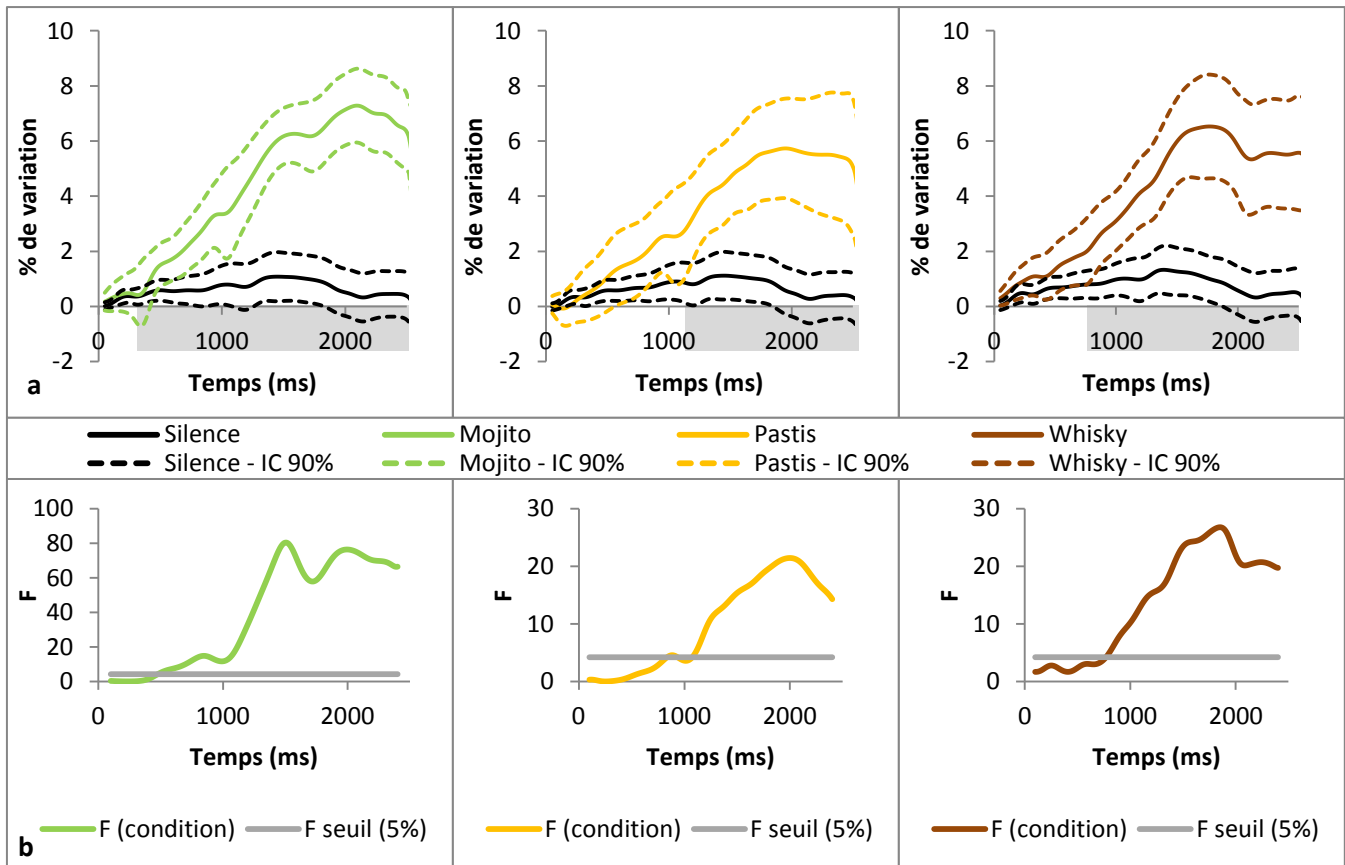 % de variation
10
8
6
4
2
0
-2
0 1000 2000
Temps (ms)
a
% de variation
10
8
6
4
2
0
-2
0 1000 2000
Temps (ms)
% de variation
10
8
6
4
2
0
-2
0 1000 2000
Temps (ms)
Silence Mojito Pastis Whisky
Silence - IC 90% Mojito - IC 90% Pastis - IC 90% Whisky - IC 90%
F
100
80
60
40
20
0
0 1000 2000
Temps (ms)
F (condition) F seuil (5%)
b
F
30
20
10
0
0 1000 2000
Temps (ms)
F (condition) F seuil (5%)
F
30
20
10
0
0 1000 2000
Temps (ms)
F (condition) F seuil (5%)